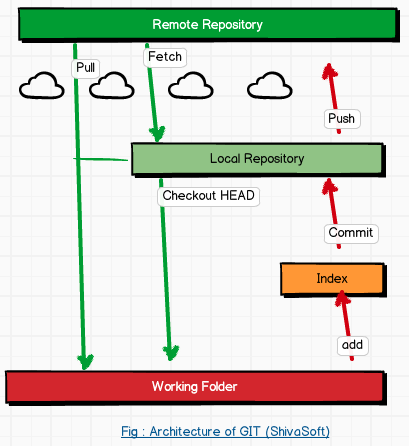 Remote Repository
Pull
Fetch
Push
Local Repository
Checkout HEAD
Commit
Index
add
Working Folder
Fig : Architecture of GIT (ShivaSoft)